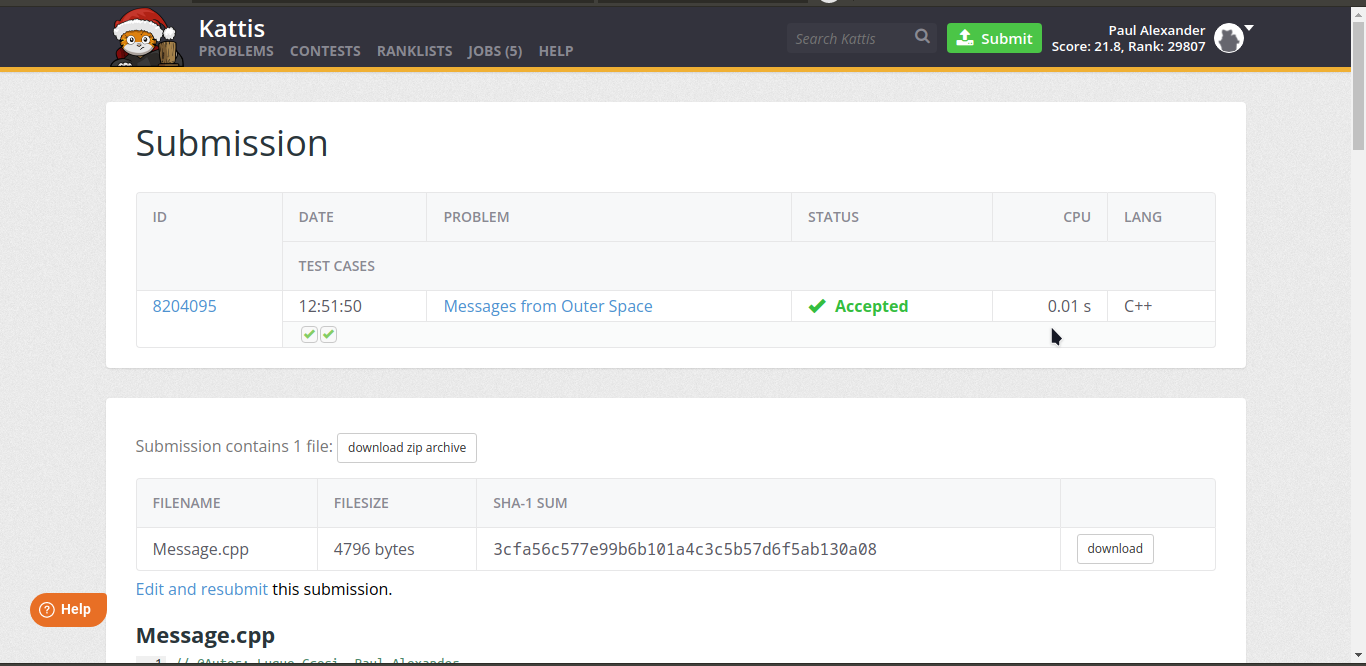 Kattis
PROBLEMS CONTESTS RANKLISTS JOBS (5) HELP
Search Kattis
Submit
Paul Alexander
Score: 21.8, Rank: 29807
Submission
ID DATE PROBLEM STATUS CPU LANG
TEST CASES
8204095 12:51:50 Messages from Outer Space Accepted 0.01 s C++
Submission contains 1 file: download zip archive
FILENAME FILESIZE SHA-1 SUM
Message.cpp 4796 bytes 3cfa56c577e99b6b101a4c3c5b57d6f5ab130a08 download
Edit and resubmit this submission.
Help
Message.cpp
1 // Paul Alexander